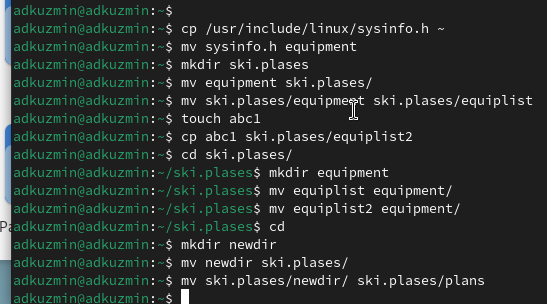 adkuzmin@adkuzmin:~$
adkuzmin@adkuzmin:~$ cp /usr/include/linux/sysinfo.h ~
adkuzmin@adkuzmin:~$ mv sysinfo.h equipment
adkuzmin@adkuzmin:~$ mkdir ski.plases
adkuzmin@adkuzmin:~$ mv equipment ski.plases/
adkuzmin@adkuzmin:~$ mv ski.plases/equipment ski.plases/equiplist
adkuzmin@adkuzmin:~$ touch abc1
adkuzmin@adkuzmin:~$ cp abc1 ski.plases/equiplist2
adkuzmin@adkuzmin:~$ cd ski.plases/
adkuzmin@adkuzmin:~/ski.plases$ mkdir equipment
adkuzmin@adkuzmin:~/ski.plases$ mv equiplist equipment/
adkuzmin@adkuzmin:~/ski.plases$ mv equiplist2 equipment/
adkuzmin@adkuzmin:~/ski.plases$ cd
adkuzmin@adkuzmin:~$ mkdir newdir
adkuzmin@adkuzmin:~$ mv newdir ski.plases/
adkuzmin@adkuzmin:~$ mv ski.plases/newdir/ ski.plases/plans
adkuzmin@adkuzmin:~$